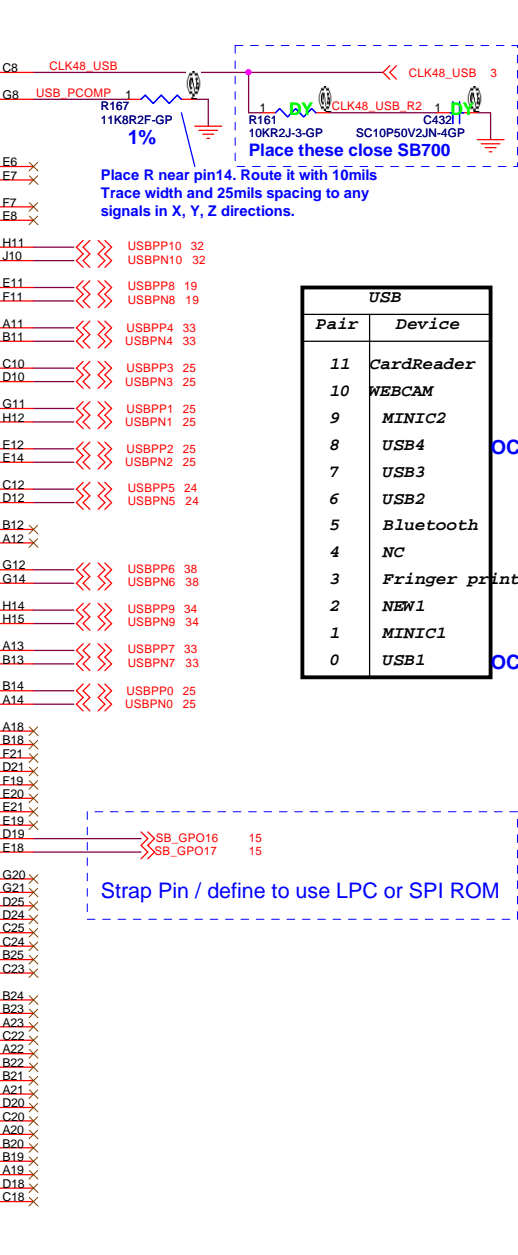 C8 CLK48_USB
CLK48_USB 3
G8 USB_PCOMP 1
R167
11K8R2F-GP
1%
1 DY CLK48_USB_R2 1 DY
R161 C432
10KR2J-3-GP SC10P50V2JN-4GP
Place these close SB700
Place R near pin14. Route it with 10mils
Trace width and 25mils spacing to any
signals in X, Y, Z directions.
E6
E7
F7
E8
H11 USBPP10 32
J10 USBPN10 32
E11 USBPP8 19
F11 USBPN8 19
A11 USBPP4 33
B11 USBPN4 33
C10 USBPP3 25
D10 USBPN3 25
G11 USBPP1 25
H12 USBPN1 25
E12 USBPP2 25
E14 USBPN2 25
C12 USBPP5 24
D12 USBPN5 24
B12
A12
G12 USBPP6 38
G14 USBPN6 38
H14 USBPP9 34
H15 USBPN9 34
A13 USBPP7 33
B13 USBPN7 33
B14 USBPP0 25
A14 USBPN0 25
USB
Pair Device
11 CardReader
10 WEBCAM
9 MINIC2
8 USB4 OC
7 USB3
6 USB2
5 Bluetooth
4 NC
3 Fringer print
2 NEW1
1 MINIC1
0 USB1 OC
A18
B18
F21
D21
F19
E20
E21
E19
D19 SB_GPO16 15
E18 SB_GPO17 15
Strap Pin / define to use LPC or SPI ROM
G20
G21
D25
D24
C25
C24
B25
C23
B24
B23
A23
C22
A22
B22
B21
A21
D20
C20
A20
B20
B19
A19
D18
C18